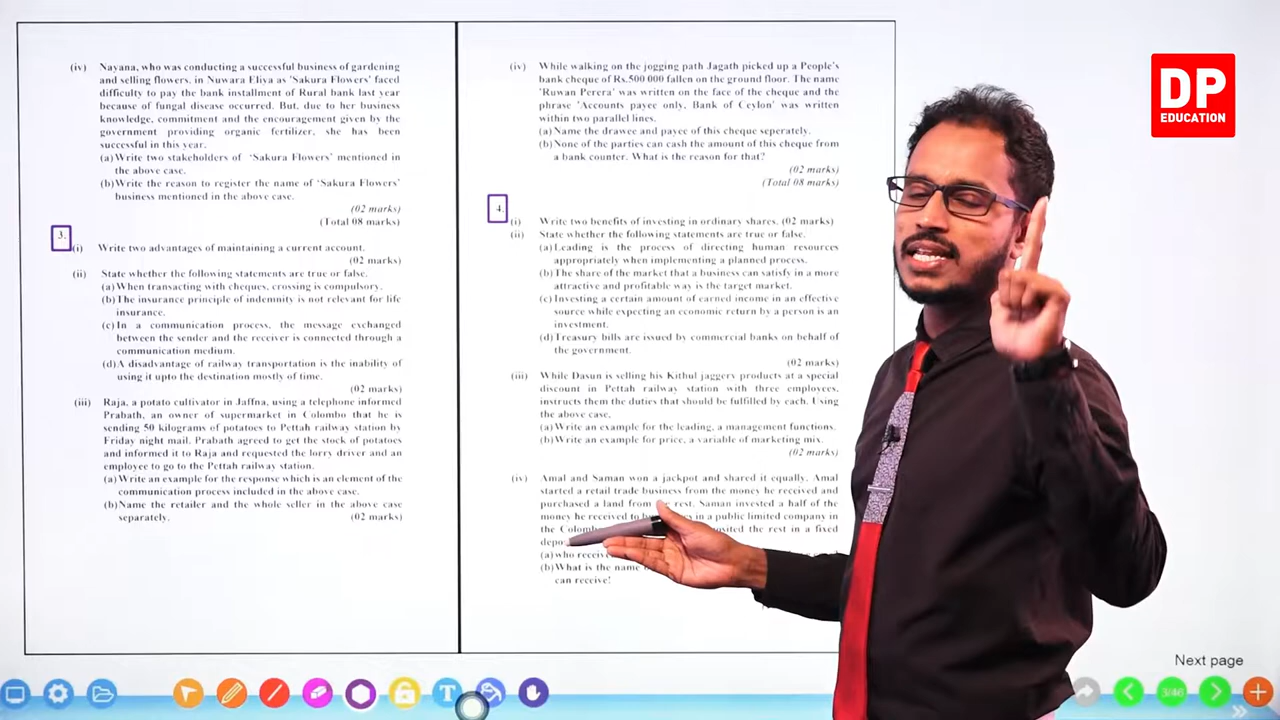 (iv) Nayana, who was conducting a successful business of gardening
and selling flowers, in Nuwara Eliya as 'Sakura Flowers' faced
difficulty to pay the bank installment of Rural bank last year
because of fungal disease occurred. But, due to her business
knowledge, commitment and the encouragement given by the
government providing organic fertilizer, she has been
successful in this year.
(a) Write two stakeholders of 'Sakura Flowers' mentioned in
the above case.
(b) Write the reason to register the name of 'Sakura Flowers'
business mentioned in the above case.
(02 marks)
(Total 08 marks)
3.
(i) Write two advantages of maintaining a current account.
(02 marks)
(ii) State whether the following statements are true or false.
(a) When transacting with cheques, crossing is compulsory.
(b) The insurance principle of indemnity is not relevant for life
insurance.
(c) In a communication process, the message exchanged
between the sender and the receiver is connected through a
communication medium.
(d) A disadvantage of railway transportation is the inability of
using it upto the destination mostly of time.
(02 marks)
(iii) Raja, a potato cultivator in Jaffna, using a telephone informed
Prabath, an owner of supermarket in Colombo that he is
sending 50 kilograms of potatoes to Pettah railway station by
Friday night mail. Prabath agreed to get the stock of potatoes
and informed it to Raja and requested the lorry driver and an
employee to go to the Pettah railway station.
(a) Write an example for the response which is an element of the
communication process included in the above case.
(b) Name the retailer and the whole seller in the above case
separately. (02 marks)
(iv) While walking on the jogging path Jagath picked up a People's
bank cheque of Rs.500 000 fallen on the ground floor. The name
'Ruwan Perera' was written on the face of the cheque and the
phrase 'Accounts payee only, Bank of Ceylon' was written
within two parallel lines.
(a) Name the drawee and payee of this cheque seperately.
(b) None of the parties can cash the amount of this cheque from
a bank counter. What is the reason for that?
(02 marks)
(Total 08 marks)
4.
(i) Write two benefits of investing in ordinary shares. (02 marks)
(ii) State whether the following statements are true or false.
(a) Leading is the process of directing human resources
appropriately when implementing a planned process.
(b) The share of the market that a business can satisfy in a more
attractive and profitable way is the target market.
(c) Investing a certain amount of earned income in an effective
source while expecting an economic return by a person is an
investment.
(d) Treasury bills are issued by commercial banks on behalf of
the government.
(02 marks)
(iii) While Dasun is selling his Kithul jaggery products at a special
discount in Pettah railway station with three employees,
instructs them the duties that should be fulfilled by each. Using
the above case,
(a) Write an example for the leading, a management functions.
(b) Write an example for price, a variable of marketing mix.
(02 marks)
(iv) Amal and Saman won a jackpot and shared it equally. Amal
started a retail trade business from the money he received and
purchased a land from rest. Saman invested a half of the
money he received to in a public limited company in
the the rest in a fixed
(a) who
(b) What is the name
can receive?
DP
EDUCATION
Next page
T
3/46